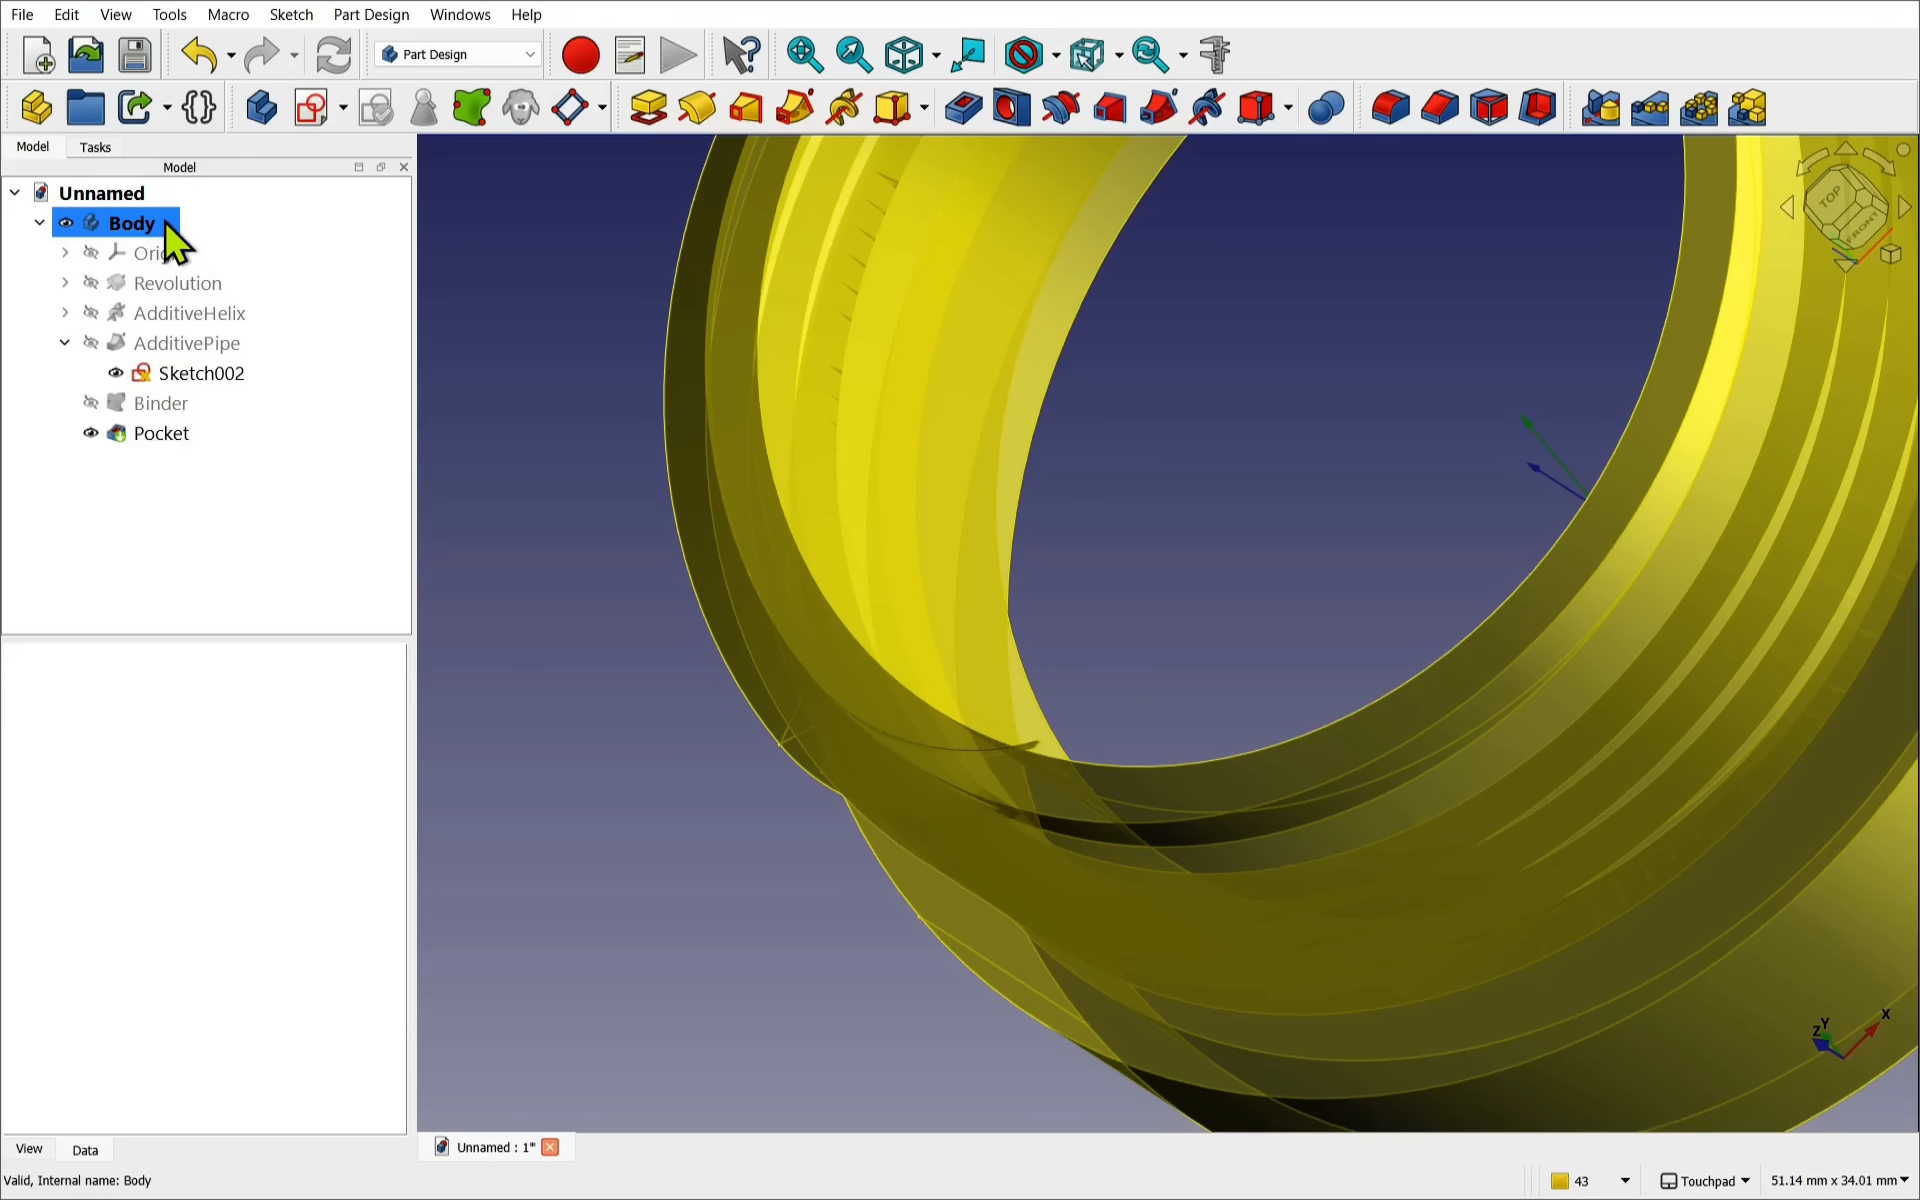 File Edit View Tools Macro Sketch Part Design Windows Help
Part Design
Model Tasks
Model
Unnamed
Body
Revolution
AdditiveHelix
AdditivePipe
Sketch002
Binder
Pocket
TOP
FRONT
X
Y
Z
View Data
Unnamed : 1*
Valid, Internal name: Body
43 Touchpad 51.14 mm x 34.01 mm